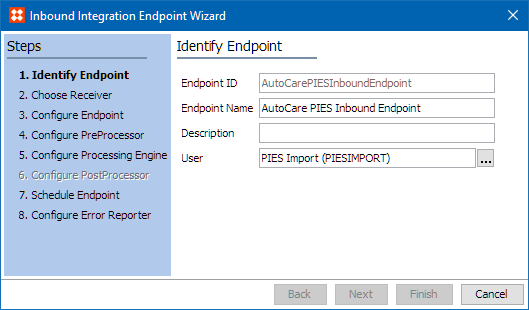 Inbound Integration Endpoint Wizard
Steps
1. Identify Endpoint
2. Choose Receiver
3. Configure Endpoint
4. Configure PreProcessor
5. Configure Processing Engine
6. Configure PostProcessor
7. Schedule Endpoint
8. Configure Error Reporter
Identify Endpoint
Endpoint ID AutoCarePIESInboundEndpoint
Endpoint Name AutoCare PIES Inbound Endpoint
Description
User PIES Import (PIESIMPORT) ...
Back Next Finish Cancel